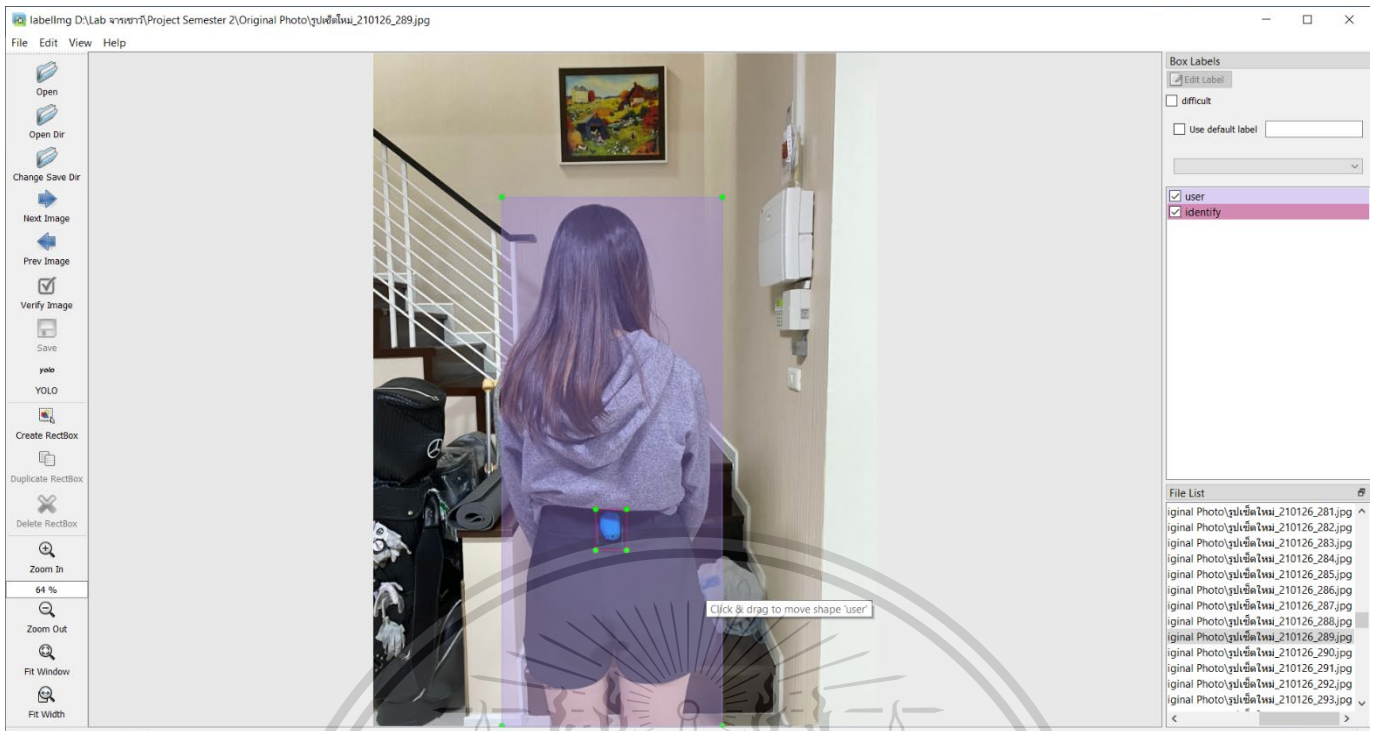 labelImg D:\Lab จารเชาว์\Project Semester 2\Original Photo\รูปเซ็ตใหม่_210126_289.jpg
File Edit View Help
Open
Open Dir
Change Save Dir
Next Image
Prev Image
Verify Image
Save
yolo
YOLO
Create RectBox
Duplicate RectBox
Delete RectBox
Zoom In
64 %
Zoom Out
Fit Window
Fit Width
Click & drag to move shape 'user'
Box Labels
Edit Label
difficult
Use default label
user
identify
File List
iginal Photo\รูปเซ็ตใหม่_210126_281.jpg
iginal Photo\รูปเซ็ตใหม่_210126_282.jpg
iginal Photo\รูปเซ็ตใหม่_210126_283.jpg
iginal Photo\รูปเซ็ตใหม่_210126_284.jpg
iginal Photo\รูปเซ็ตใหม่_210126_285.jpg
iginal Photo\รูปเซ็ตใหม่_210126_286.jpg
iginal Photo\รูปเซ็ตใหม่_210126_287.jpg
iginal Photo\รูปเซ็ตใหม่_210126_288.jpg
iginal Photo\รูปเซ็ตใหม่_210126_289.jpg
iginal Photo\รูปเซ็ตใหม่_210126_290.jpg
iginal Photo\รูปเซ็ตใหม่_210126_291.jpg
iginal Photo\รูปเซ็ตใหม่_210126_292.jpg
iginal Photo\รูปเซ็ตใหม่_210126_293.jpg